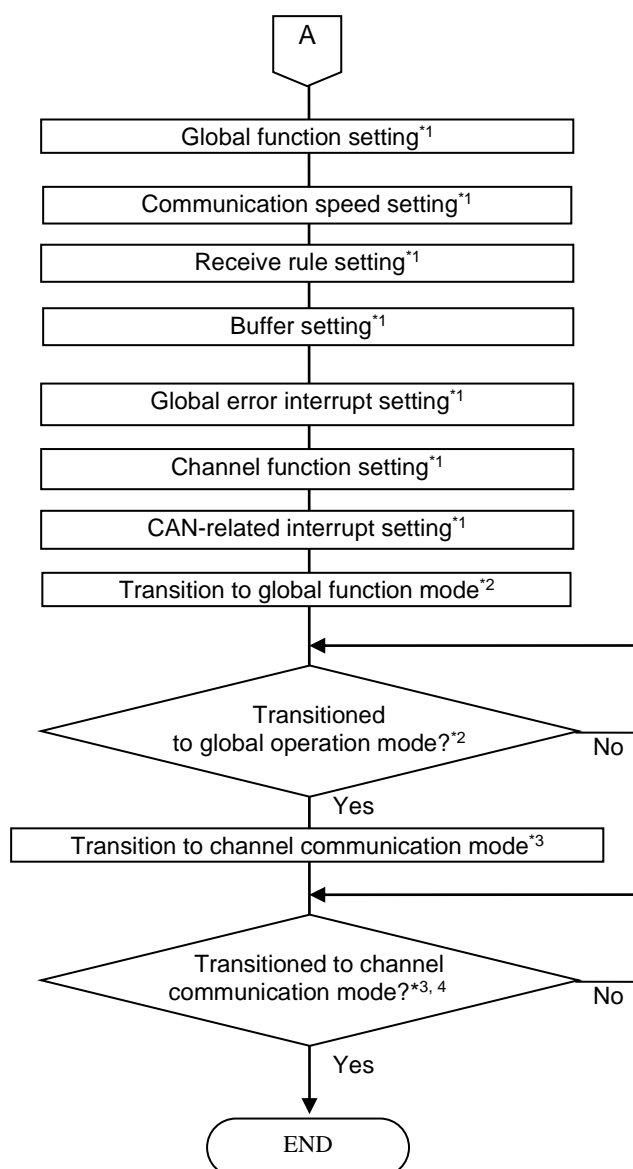 A
Global function setting*1
Communication speed setting*1
Receive rule setting*1
Buffer setting*1
Global error interrupt setting*1
Channel function setting*1
CAN-related interrupt setting*1
Transition to global function mode*2
Transitioned
to global operation mode?*2
No
Yes
Transition to channel communication mode*3
Transitioned to channel
communication mode?*3, 4
No
Yes
END